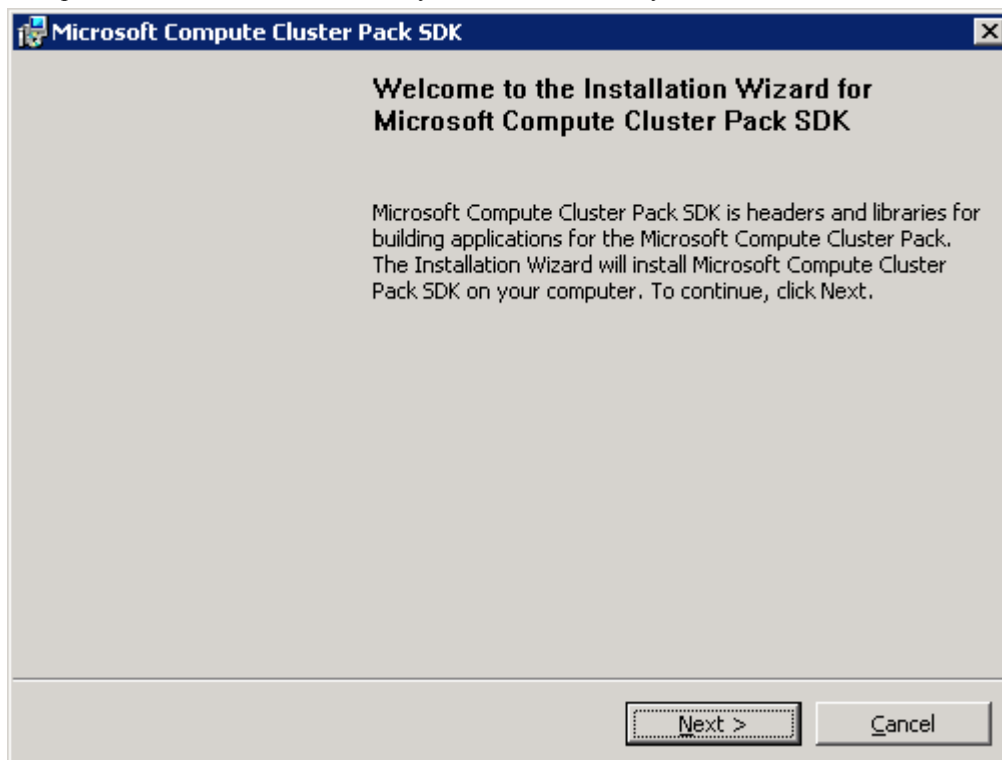 Microsoft Compute Cluster Pack SDK
Welcome to the Installation Wizard for
Microsoft Compute Cluster Pack SDK
Microsoft Compute Cluster Pack SDK is headers and libraries for
building applications for the Microsoft Compute Cluster Pack.
The Installation Wizard will install Microsoft Compute Cluster
Pack SDK on your computer. To continue, click Next.
Next >
Cancel